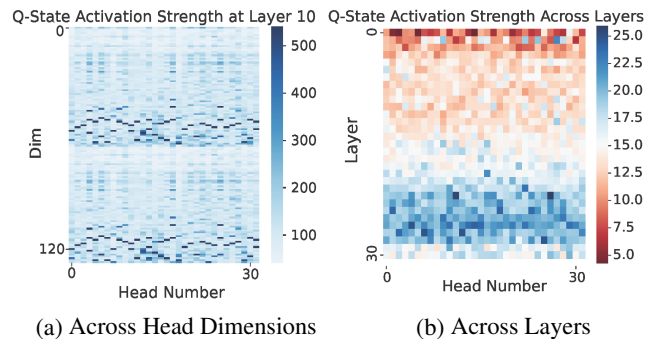 Q-State Activation Strength at Layer 10
0
120
Dim
0
30
Head Number
500
400
300
200
100
(a) Across Head Dimensions
Q-State Activation Strength Across Layers
0
30
Layer
0
30
Head Number
25.0
22.5
20.0
17.5
15.0
12.5
10.0
7.5
5.0
(b) Across Layers